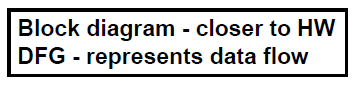 Block diagram - closer to HW
DFG - represents data flow